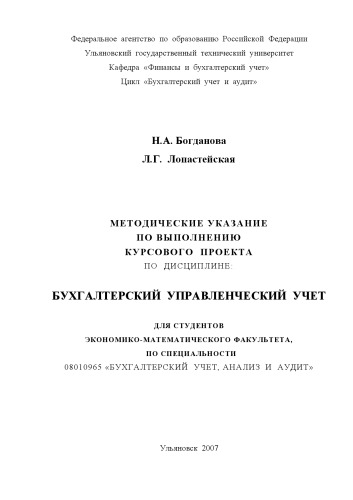 Федеральное агентство по образованию Российской Федерации
Ульяновский государственный технический университет
Кафедра «Финансы и бухгалтерский учет»
Цикл «Бухгалтерский учет и аудит»
Н.А. Богданова
Л.Г. Лопастейская
МЕТОДИЧЕСКИЕ УКАЗАНИЕ
ПО ВЫПОЛНЕНИЮ
КУРСОВОГО ПРОЕКТА
ПО ДИСЦИПЛИНЕ:
БУХГАЛТЕРСКИЙ УПРАВЛЕНЧЕСКИЙ УЧЕТ
ДЛЯ СТУДЕНТОВ
ЭКОНОМИКО-МАТЕМАТИЧЕСКОГО ФАКУЛЬТЕТА,
ПО СПЕЦИАЛЬНОСТИ
08010965 «БУХГАЛТЕРСКИЙ УЧЕТ, АНАЛИЗ И АУДИТ»
Ульяновск 2007